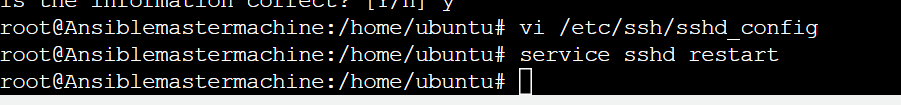 is the information correct? [Y/n] y
root@Ansiblemastermachine:/home/ubuntu# vi /etc/ssh/sshd_config
root@Ansiblemastermachine:/home/ubuntu# service sshd restart
root@Ansiblemastermachine:/home/ubuntu#